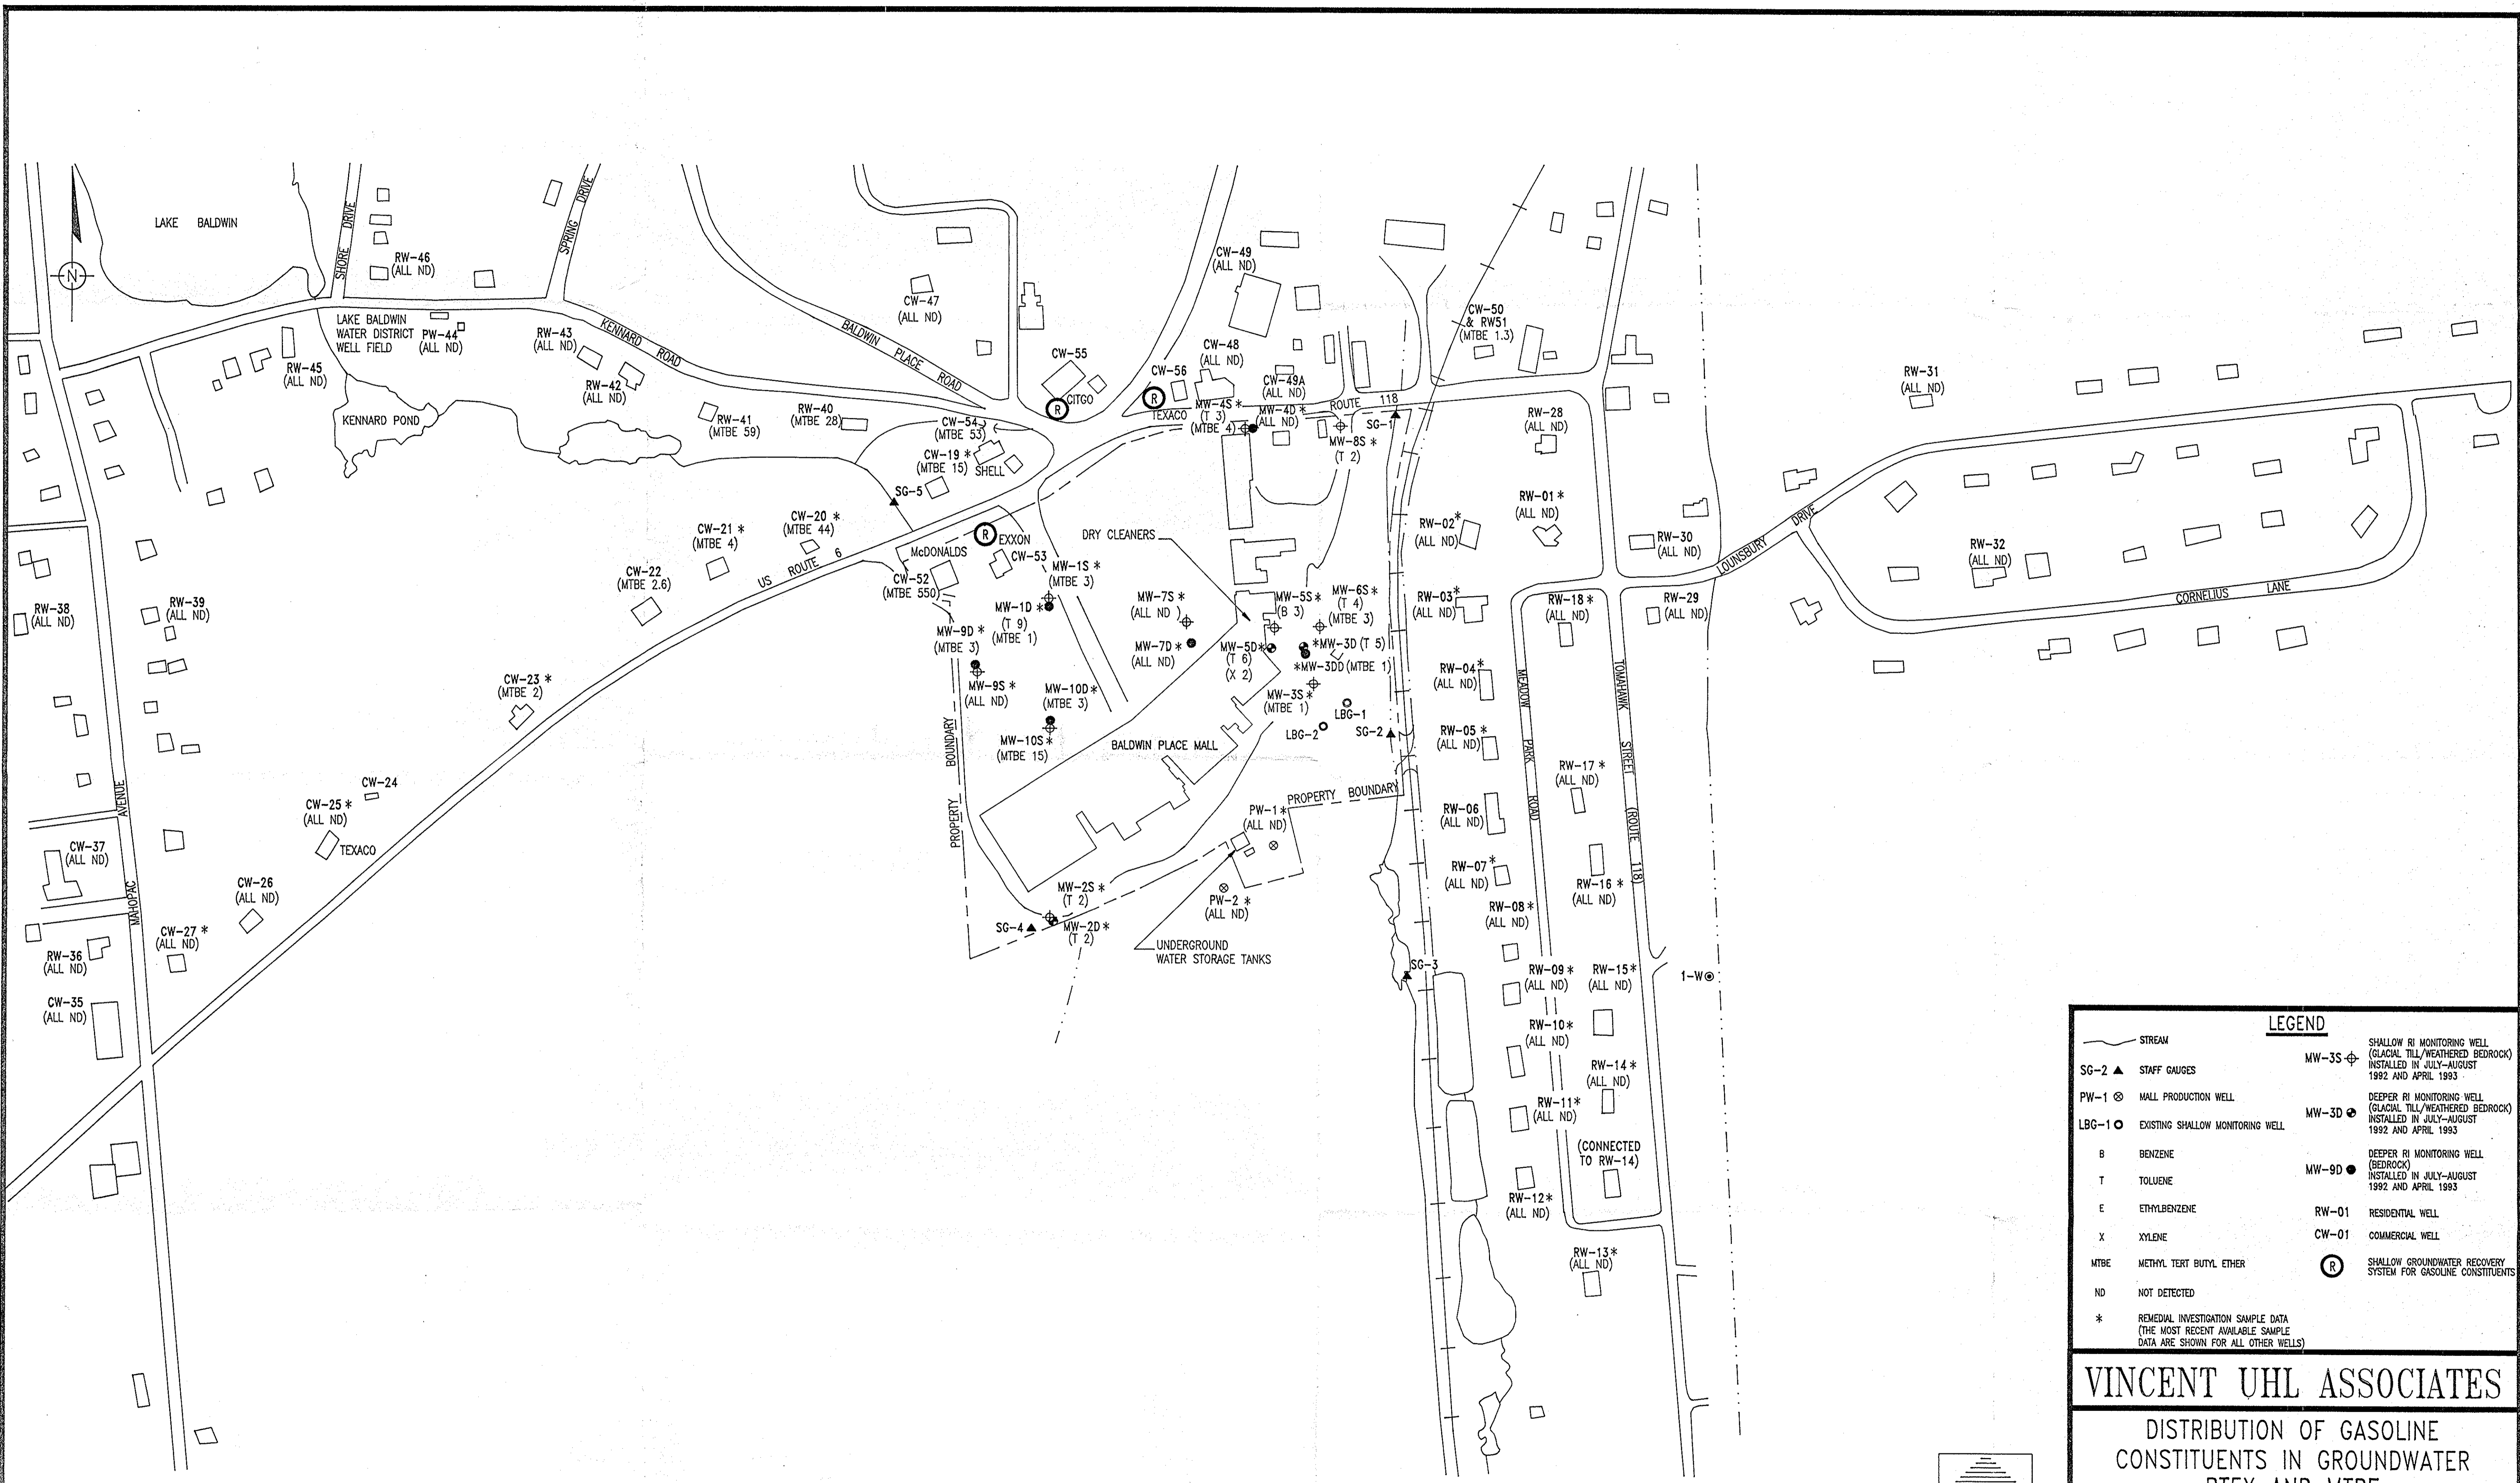 LAKE BALDWIN
N
SHORE DRIVE
SPRING DRIVE
RW-46
(ALL ND)
LAKE BALDWIN
WATER DISTRICT
WELL FIELD
PW-44
(ALL ND)
RW-43
(ALL ND)
KENNARD ROAD
RW-45
(ALL ND)
RW-42
(ALL ND)
KENNARD POND
RW-41
(MTBE 59)
RW-40
(MTBE 28)
CW-47
(ALL ND)
BALDWIN PLACE ROAD
CW-49
(ALL ND)
CW-55
R
CITGO
CW-56
R
TEXACO
CW-48
(ALL ND)
CW-49A
(ALL ND)
ROUTE 118
CW-50
& RW51
(MTBE 1.3)
MW-4S *
(T 3)
(MTBE 4)
MW-4D *
(ALL ND)
SG-1
MW-8S *
(T 2)
CW-54
(MTBE 53)
CW-19 *
(MTBE 15)
SHELL
SG-5
RW-28
(ALL ND)
RW-31
(ALL ND)
RW-01 *
(ALL ND)
RW-02 *
(ALL ND)
RW-30
(ALL ND)
LOUNSBURY DRIVE
RW-32
(ALL ND)
CORNELIUS LANE
CW-20 *
(MTBE 44)
CW-21 *
(MTBE 4)
CW-22
(MTBE 2.6)
US ROUTE 6
R
EXXON
McDONALDS
CW-53
CW-52
(MTBE 550)
DRY CLEANERS
MW-1S *
(MTBE 3)
MW-1D *
(T 9)
(MTBE 1)
MW-9D *
(MTBE 3)
MW-9S *
(ALL ND)
MW-10D *
(MTBE 3)
MW-10S *
(MTBE 15)
MW-7S *
(ALL ND )
MW-7D *
(ALL ND)
MW-5S *
(B 3)
MW-6S *
(T 4)
(MTBE 3)
MW-5D *
(T 6)
(X 2)
*MW-3D (T 5)
*MW-3DD (MTBE 1)
MW-3S *
(MTBE 1)
LBG-1
LBG-2
SG-2
RW-03 *
(ALL ND)
RW-18 *
(ALL ND)
RW-29
(ALL ND)
RW-04 *
(ALL ND)
RW-05 *
(ALL ND)
RW-17 *
(ALL ND)
MEADOW PARK ROAD
TOMAHAWK STREET (ROUTE 118)
RW-38
(ALL ND)
RW-39
(ALL ND)
CW-23 *
(MTBE 2)
CW-24
CW-25 *
(ALL ND)
TEXACO
CW-26
(ALL ND)
CW-27 *
(ALL ND)
MAHOPAC AVENUE
CW-37
(ALL ND)
RW-36
(ALL ND)
CW-35
(ALL ND)
PROPERTY BOUNDARY
BALDWIN PLACE MALL
PROPERTY BOUNDARY
PW-1 *
(ALL ND)
MW-2S *
(T 2)
SG-4
MW-2D *
(T 2)
PW-2 *
(ALL ND)
UNDERGROUND
WATER STORAGE TANKS
RW-06
(ALL ND)
RW-07 *
(ALL ND)
RW-16 *
(ALL ND)
RW-08 *
(ALL ND)
SG-3
RW-09 *
(ALL ND)
RW-15 *
(ALL ND)
1-W
RW-10 *
(ALL ND)
RW-14 *
(ALL ND)
RW-11 *
(ALL ND)
(CONNECTED
TO RW-14)
RW-12 *
(ALL ND)
RW-13 *
(ALL ND)
LEGEND
STREAM
SG-2 STAFF GAUGES
PW-1 MALL PRODUCTION WELL
LBG-1 EXISTING SHALLOW MONITORING WELL
B BENZENE
T TOLUENE
E ETHYLBENZENE
X XYLENE
MTBE METHYL TERT BUTYL ETHER
ND NOT DETECTED
* REMEDIAL INVESTIGATION SAMPLE DATA
(THE MOST RECENT AVAILABLE SAMPLE
DATA ARE SHOWN FOR ALL OTHER WELLS)
MW-3S SHALLOW RI MONITORING WELL
(GLACIAL TILL/WEATHERED BEDROCK)
INSTALLED IN JULY-AUGUST
1992 AND APRIL 1993
MW-3D DEEPER RI MONITORING WELL
(GLACIAL TILL/WEATHERED BEDROCK)
INSTALLED IN JULY-AUGUST
1992 AND APRIL 1993
MW-9D DEEPER RI MONITORING WELL
(BEDROCK)
INSTALLED IN JULY-AUGUST
1992 AND APRIL 1993
RW-01 RESIDENTIAL WELL
CW-01 COMMERCIAL WELL
R SHALLOW GROUNDWATER RECOVERY
SYSTEM FOR GASOLINE CONSTITUENTS
VINCENT UHL ASSOCIATES
DISTRIBUTION OF GASOLINE
CONSTITUENTS IN GROUNDWATER
BTEX AND MTBE